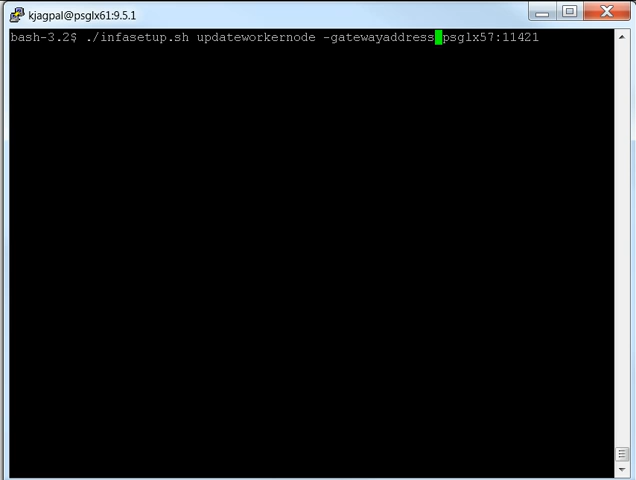 kjagpal@psglx61:9.5.1
bash-3.2$ ./infasetup.sh updateworkernode -gatewayaddress psglx57:11421